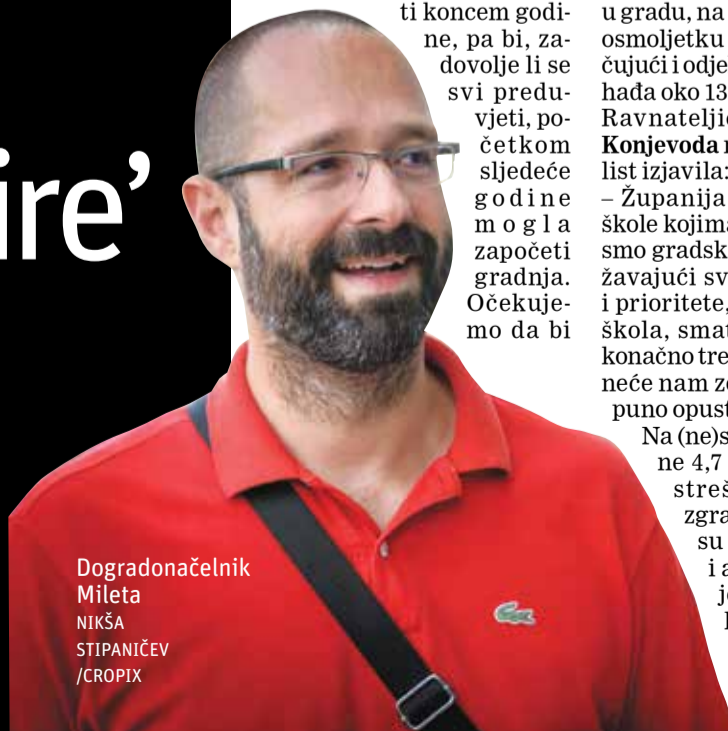 ire’
ti koncem godi-
ne, pa bi, za-
dovolje li se
svi predu-
vjeti, po-
četkom
sljedeće
godine
mogla
započeti
gradnja.
Očekuje-
mo da bi
u gradu, na
osmoljetku
čujući i odje
hađa oko 13
Ravnateljic
Konjevoda
list izjavila:
– Županija
škole kojima
smo gradsk
žavajući sv
i prioritete,
škola, smat
konačno tre
neće nam z
puno opust
Na (ne)s
ne 4,7
streš
zgra
su
i a
j
Dogradonačelnik
Mileta
NIKŠA
STIPANIČEV
/CROPIX